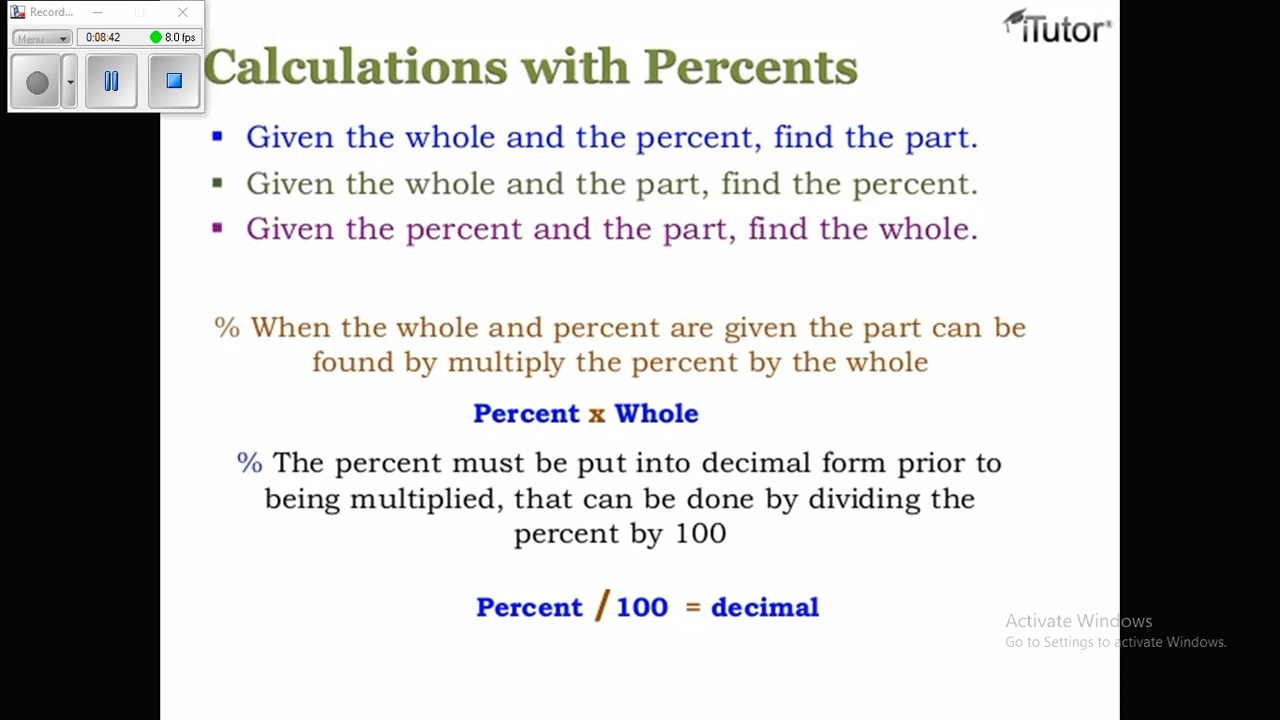 Record...
Menu
0:08:42
8.0 fps
iTutor®
Calculations with Percents
▪ Given the whole and the percent, find the part.
▪ Given the whole and the part, find the percent.
▪ Given the percent and the part, find the whole.
% When the whole and percent are given the part can be
found by multiply the percent by the whole
Percent x Whole
% The percent must be put into decimal form prior to
being multiplied, that can be done by dividing the
percent by 100
Percent / 100 = decimal
Activate Windows
Go to Settings to activate Windows.